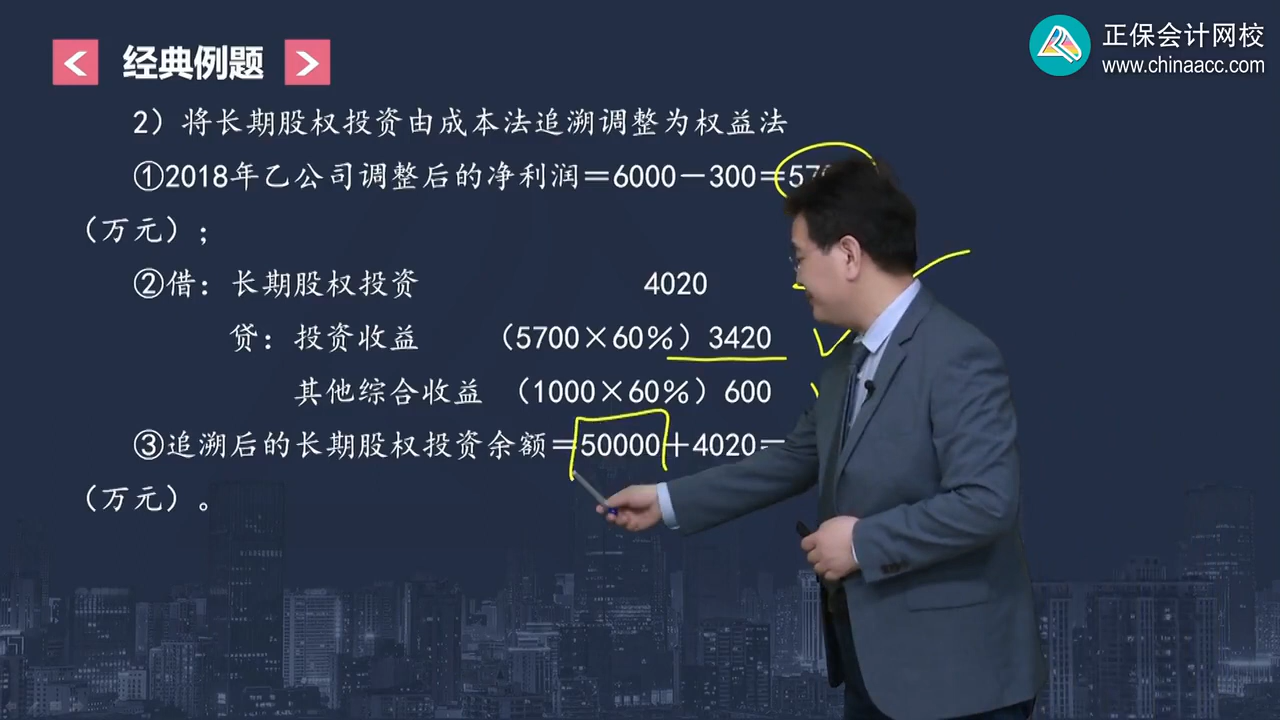 经典例题
正保会计网校
www.chinaacc.com
2）将长期股权投资由成本法追溯调整为权益法
①2018年乙公司调整后的净利润＝6000－300＝57
（万元）；
②借：长期股权投资 4020
贷：投资收益 （5700×60％）3420
其他综合收益 （1000×60％）600
③追溯后的长期股权投资余额＝50000＋4020＝
（万元）。